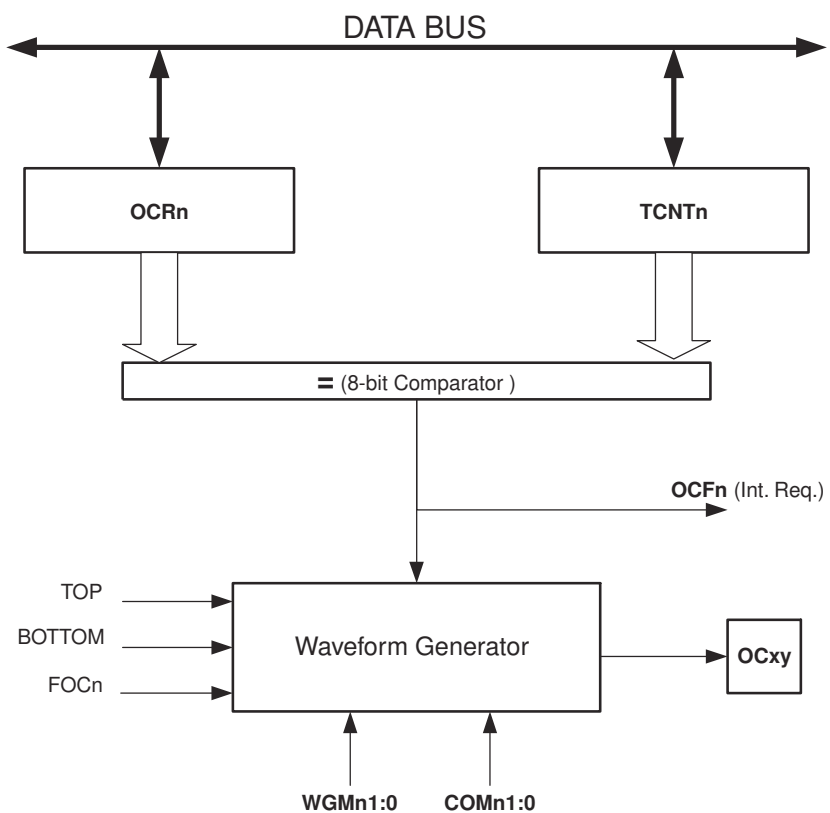 DATA BUS
OCRn
TCNTn
= (8-bit Comparator )
OCFn (Int. Req.)
TOP
BOTTOM
FOCn
Waveform Generator
OCxy
WGMn1:0
COMn1:0